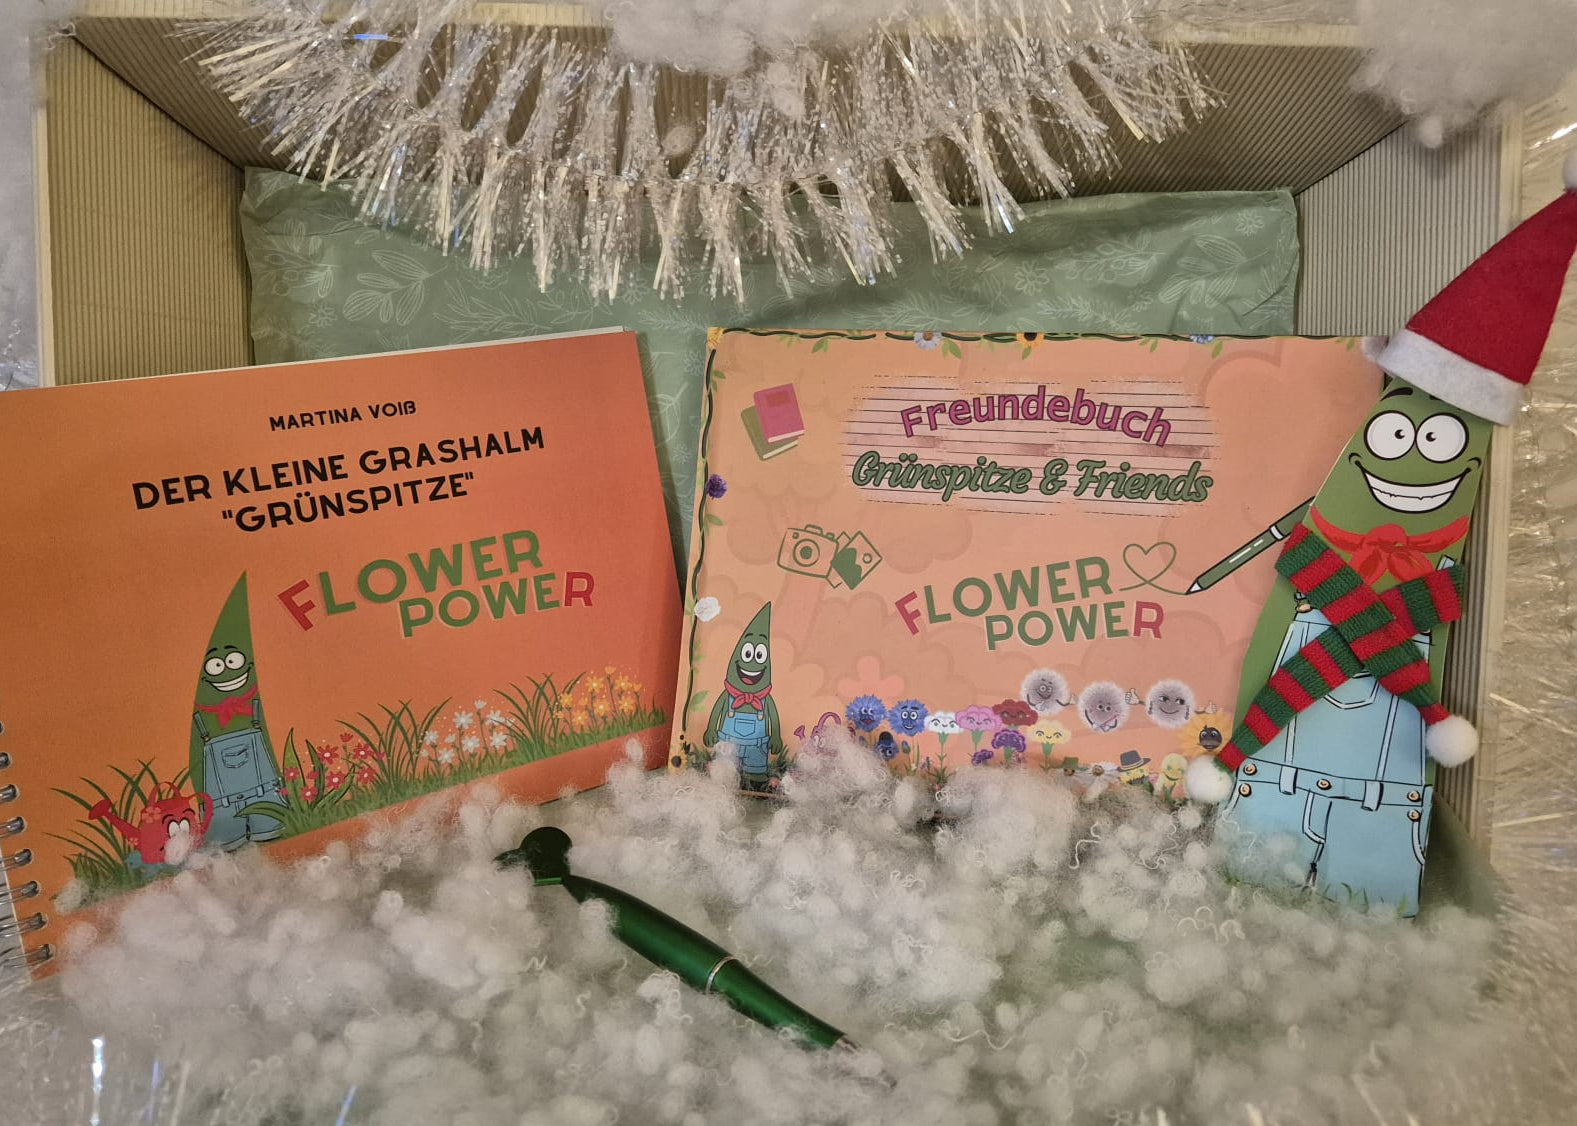 MARTINA VOIß
DER KLEINE GRASHALM
"GRÜNSPITZE"
FLOWER
POWER
Freundebuch
Grünspitze & Friends
FLOWER
POWER